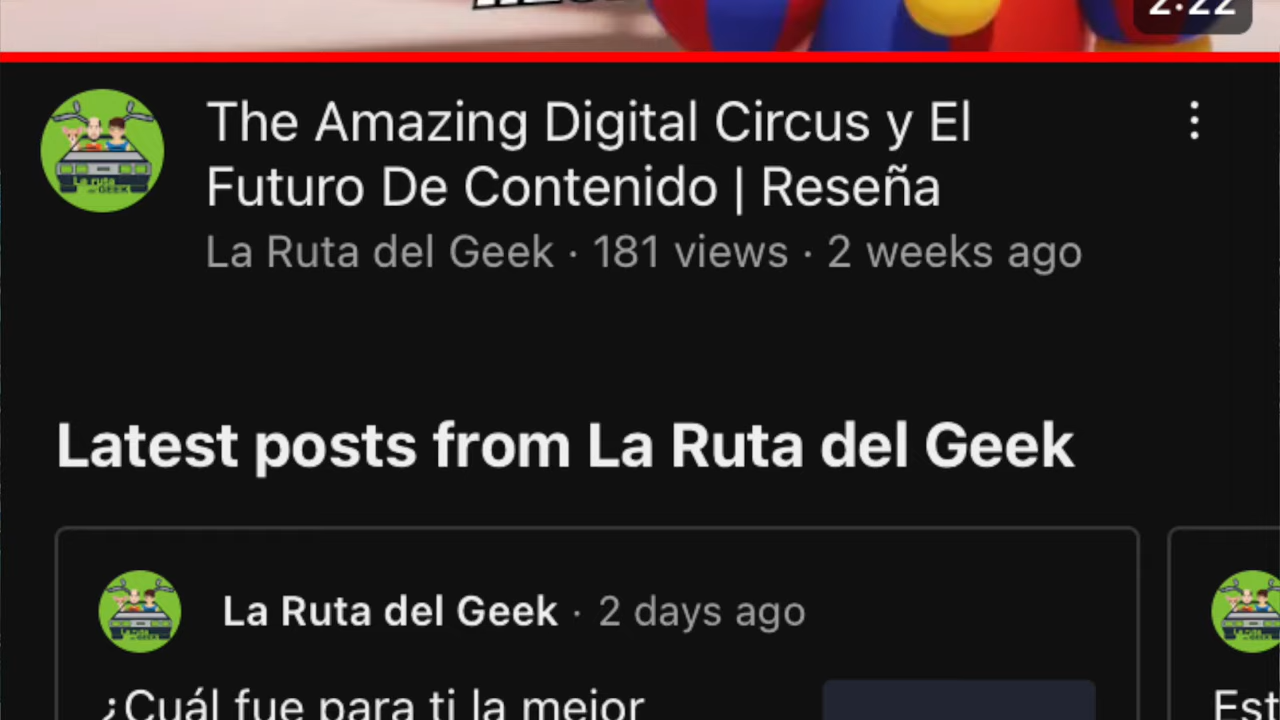 2:22
The Amazing Digital Circus y El
Futuro De Contenido | Reseña
La Ruta del Geek · 181 views · 2 weeks ago
Latest posts from La Ruta del Geek
La Ruta del Geek · 2 days ago
¿Cuál fue para ti la mejor
Est